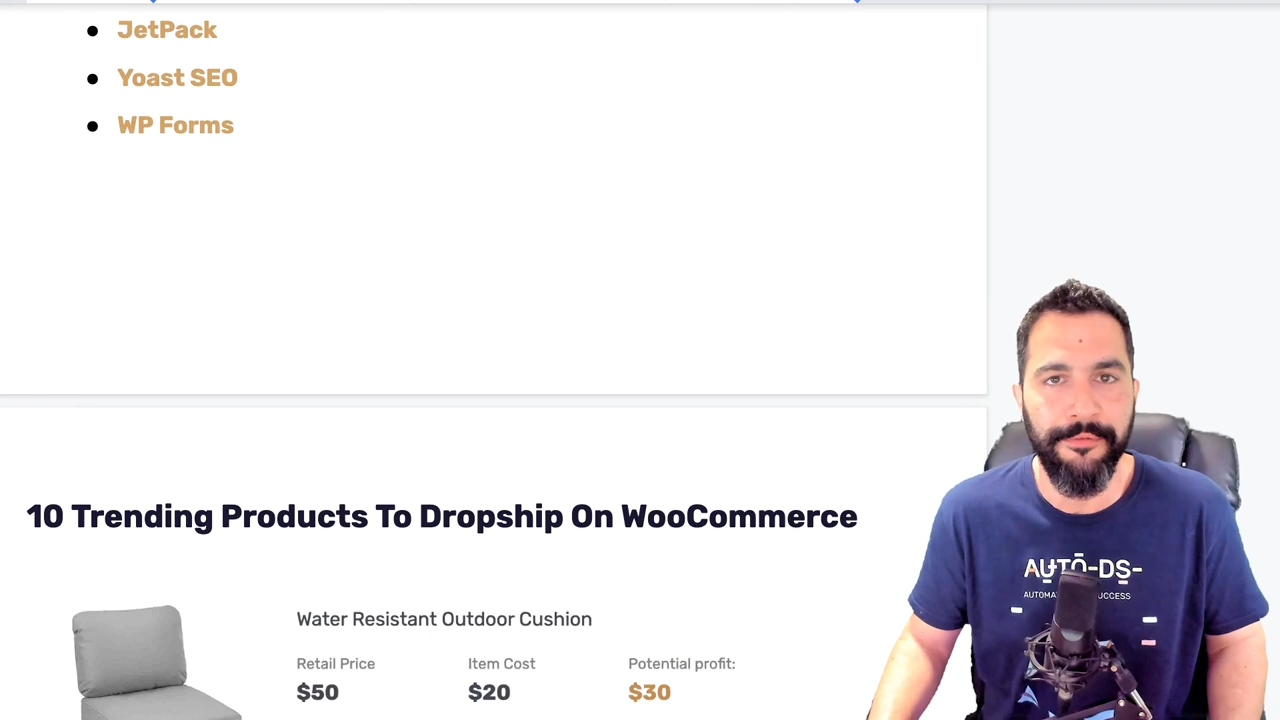 JetPack
Yoast SEO
WP Forms
10 Trending Products To Dropship On WooCommerce
Water Resistant Outdoor Cushion
Retail Price Item Cost Potential profit:
$50 $20 $30
AUTO-DS-